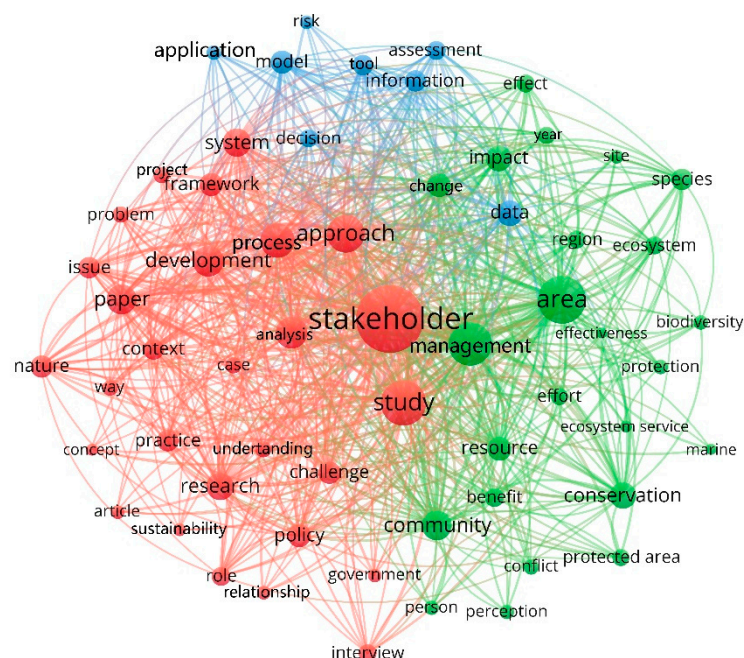 risk
application
assessment
model
tool
information
effect
decision
system
year
impact
site
project
framework
change
species
problem
data
approach
process
region
ecosystem
development
issue
paper
area
stakeholder
biodiversity
analysis
management
effectiveness
context
nature
case
protection
way
study
effort
ecosystem service
practice
concept
undertanding
resource
marine
challenge
research
benefit
conservation
article
sustainability
policy
community
conflict
protected area
role
government
relationship
person
perception
interview